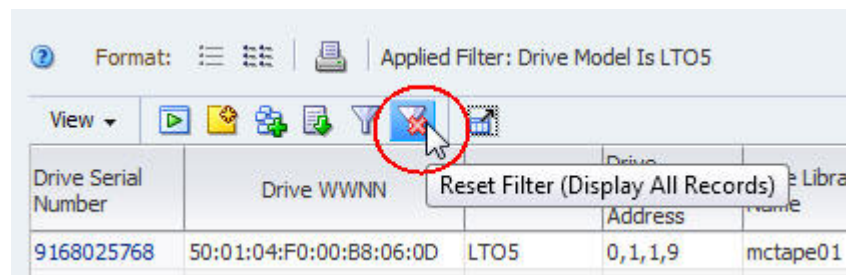 Format: Applied Filter: Drive Model Is LTO5
View
Drive Serial Number
Drive WWNN
Drive
Address
Libra
Reset Filter (Display All Records)
9168025768 50:01:04:F0:00:B8:06:0D LTO5 0,1,1,9 mctape01